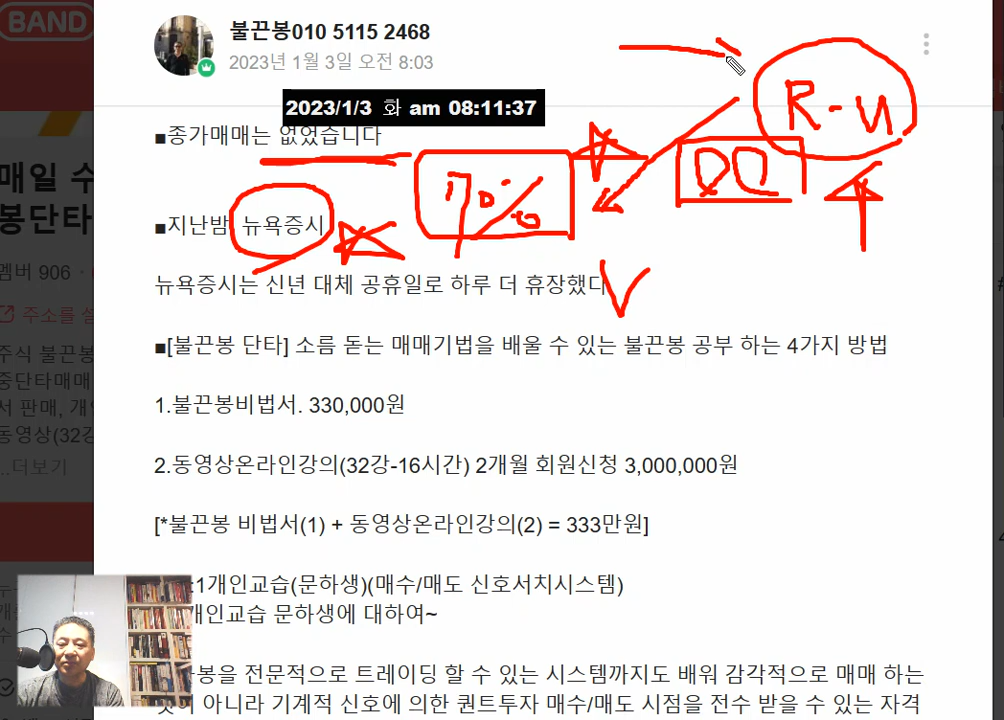 BAND
불끈봉010 5115 2468
2023년 1월 3일 오전 8:03
2023/1/3 화 am 08:11:37
R-U
■종가매매는 없었습니다
■지난밤 뉴욕증시
뉴욕증시는 신년 대체 공휴일로 하루 더 휴장했다
■[불끈봉 단타] 소름 돋는 매매기법을 배울 수 있는 불끈봉 공부 하는 4가지 방법
1.불끈봉비법서. 330,000원
2.동영상온라인강의(32강-16시간) 2개월 회원신청 3,000,000원
[*불끈봉 비법서(1) + 동영상온라인강의(2) = 333만원]
1개인교습(문하생)(매수/매도 신호서치시스템)
개인교습 문하생에 대하여~
봉을 전문적으로 트레이딩 할 수 있는 시스템까지도 배워 감각적으로 매매 하는
것이 아니라 기계적 신호에 의한 퀀트투자 매수/매도 시점을 전수 받을 수 있는 자격
매일 수
봉단타
멤버 906
주소를 설
주식 불끈봉
중단타매매
서 판매, 개인
동영상(32강
...더보기